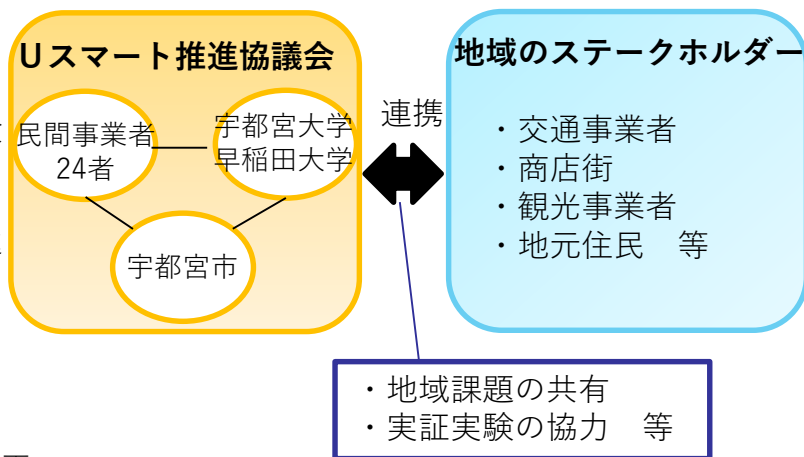 Uスマート推進協議会
民間事業者
24者
宇都宮大学
早稲田大学
宇都宮市
連携
地域のステークホルダー
・交通事業者
・商店街
・観光事業者
・地元住民　等
・地域課題の共有
・実証実験の協力　等